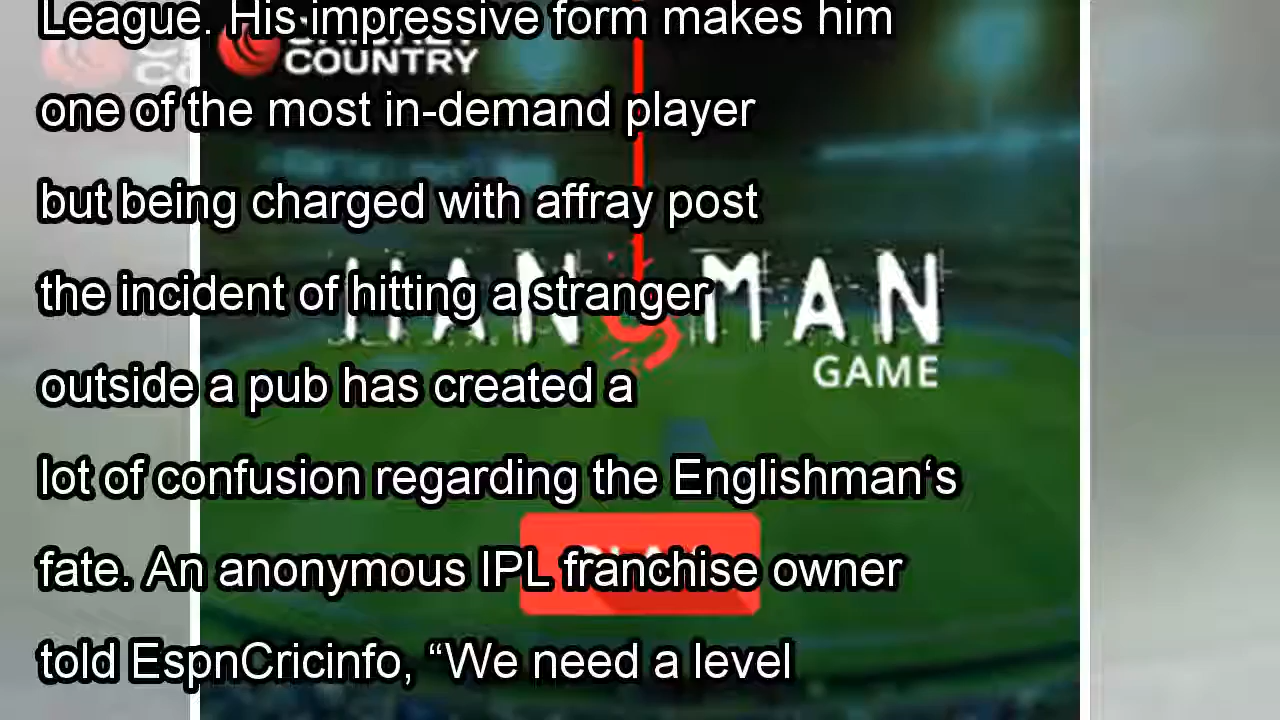 League. His impressive form makes him
COUNTRY
one of the most in-demand player
but being charged with affray post
the incident of hitting a stranger
HANGMAN
GAME
outside a pub has created a
lot of confusion regarding the Englishman‘s
fate. An anonymous IPL franchise owner
told EspnCricinfo, “We need a level